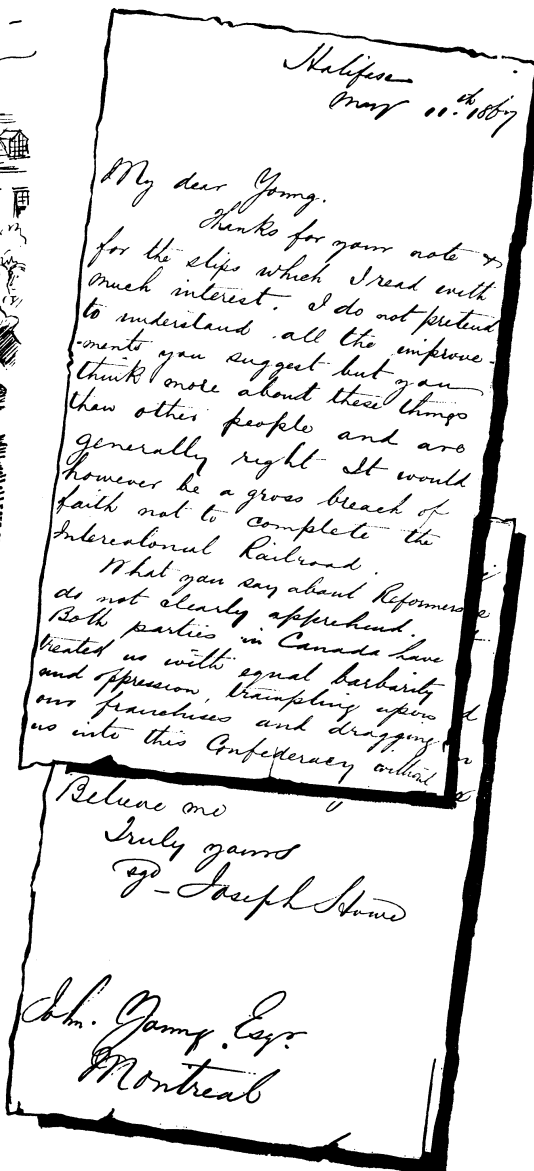 Halifax
May 11th 1867
My dear Young.
Thanks for your note &
for the slips which I read with
much interest. I do not pretend
to understand all the improve-
-ments you suggest but you
think more about these things
than other people and are
generally right It would
however be a gross breach of
faith not to complete the
Intercolonial Railroad.
What you say about Reformers I
do not clearly apprehend.
Both parties in Canada have
treated us with equal barbarity
and oppression, trampling upon
our franchises and dragging
us into this Confederacy without
Believe me
Truly yours
sgd - Joseph Howe
John. Young. Esqr.
Montreal